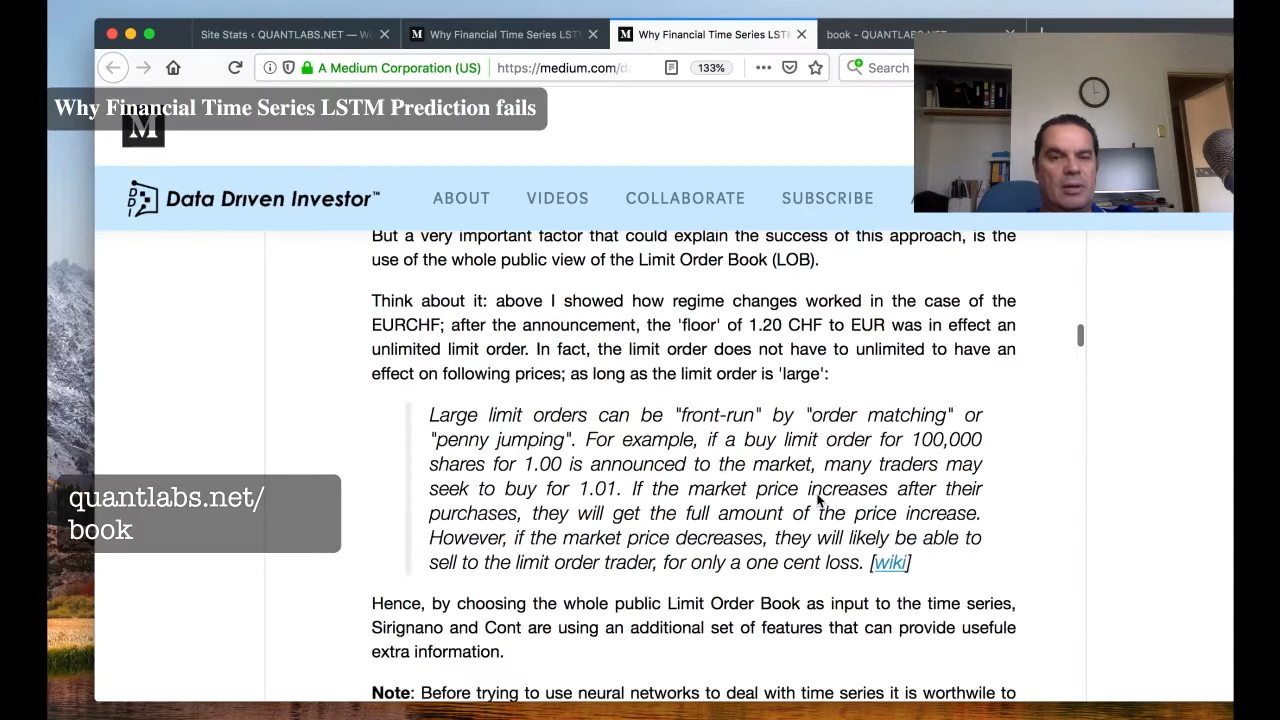 Site Stats ‹ QUANTLABS.NET — W
Why Financial Time Series LST
Why Financial Time Series LST
book - QUANTLABS.NE
A Medium Corporation (US)
https://medium.com/d
133%
Search
Why Financial Time Series LSTM Prediction fails
M
Data Driven Investor™
ABOUT
VIDEOS
COLLABORATE
SUBSCRIBE
But a very important factor that could explain the success of this approach, is the
use of the whole public view of the Limit Order Book (LOB).
Think about it: above I showed how regime changes worked in the case of the
EURCHF; after the announcement, the 'floor' of 1.20 CHF to EUR was in effect an
unlimited limit order. In fact, the limit order does not have to unlimited to have an
effect on following prices; as long as the limit order is 'large':
Large limit orders can be "front-run" by "order matching" or
"penny jumping". For example, if a buy limit order for 100,000
shares for 1.00 is announced to the market, many traders may
seek to buy for 1.01. If the market price increases after their
purchases, they will get the full amount of the price increase.
However, if the market price decreases, they will likely be able to
sell to the limit order trader, for only a one cent loss. [wiki]
quantlabs.net/
book
Hence, by choosing the whole public Limit Order Book as input to the time series,
Sirignano and Cont are using an additional set of features that can provide usefule
extra information.
Note: Before trying to use neural networks to deal with time series it is worthwile to